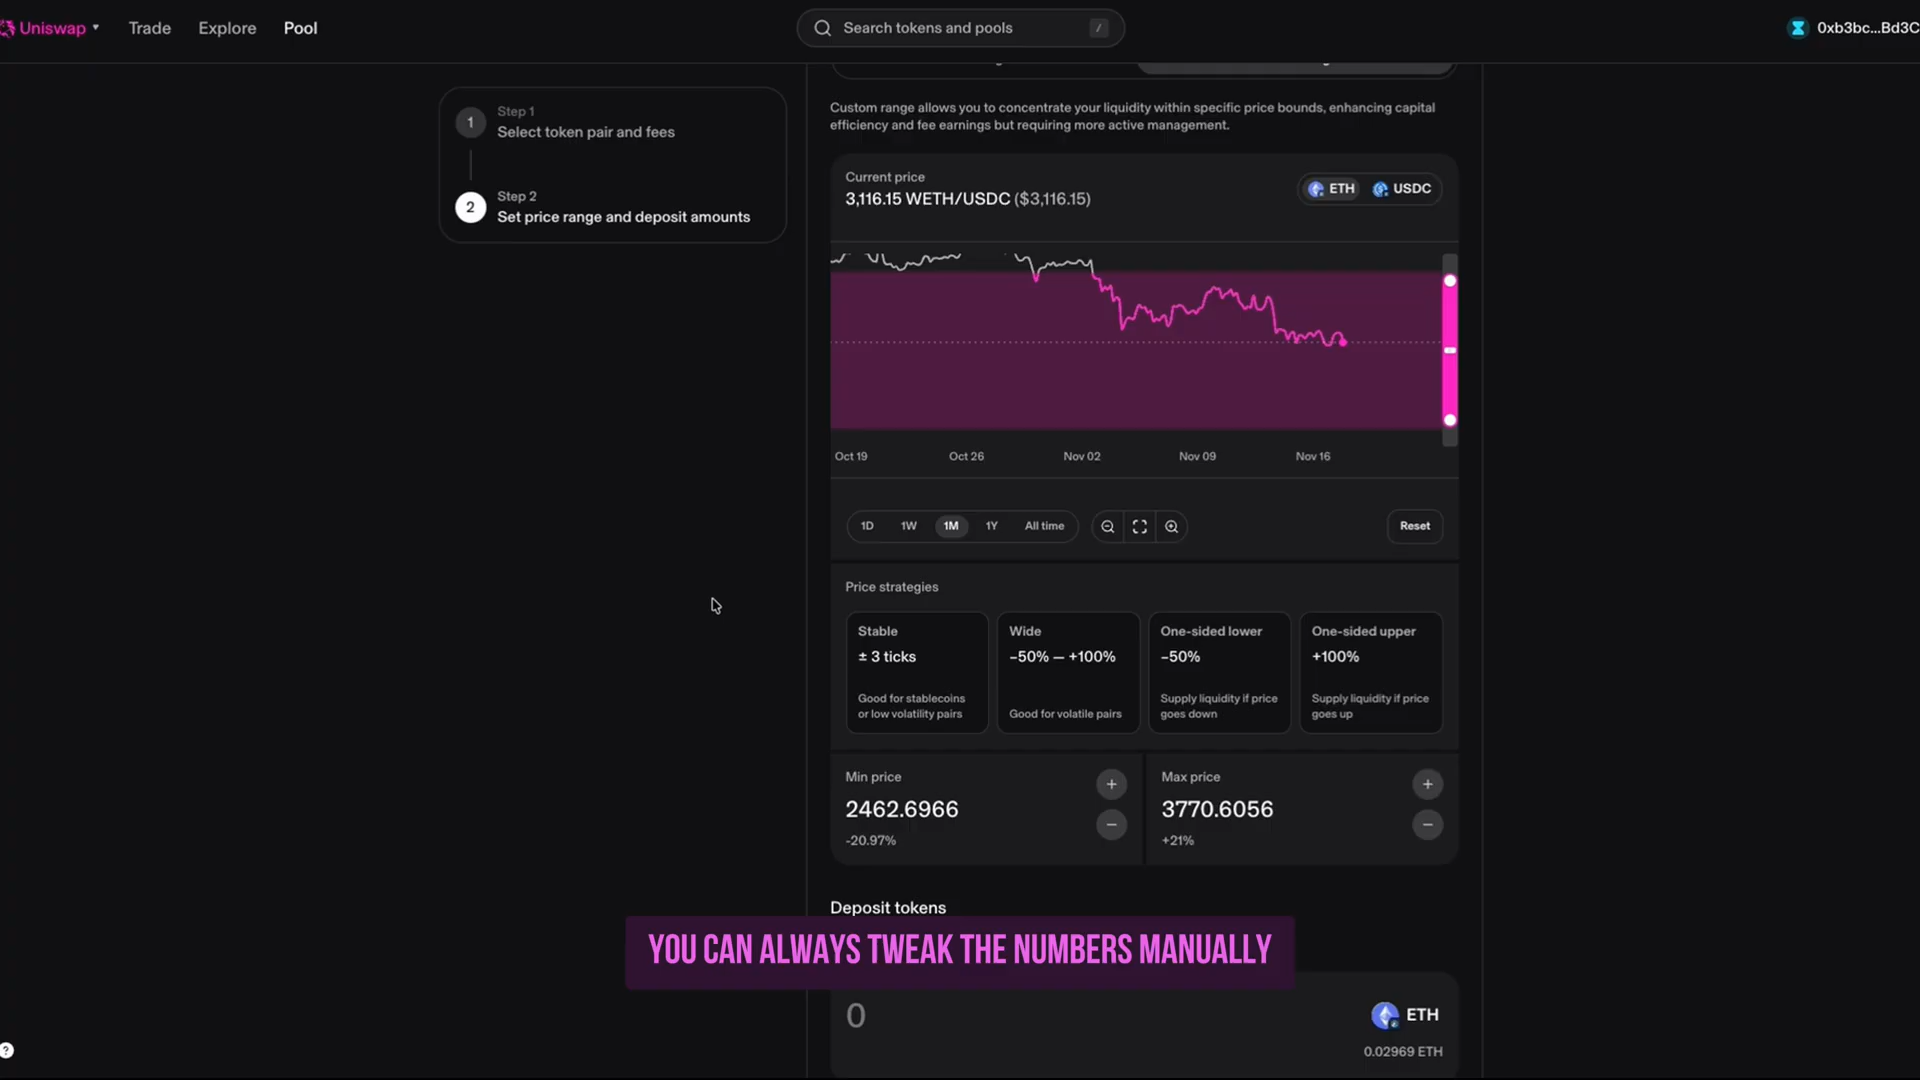 Uniswap
Trade
Explore
Pool
Search tokens and pools
/
0xb3bc...Bd3C
1
Step 1
Select token pair and fees
2
Step 2
Set price range and deposit amounts
Custom range allows you to concentrate your liquidity within specific price bounds, enhancing capital
efficiency and fee earnings but requiring more active management.
Current price
3,116.15 WETH/USDC ($3,116.15)
ETH
USDC
Oct 19
Oct 26
Nov 02
Nov 09
Nov 16
1D
1W
1M
1Y
All time
Reset
Price strategies
Stable
± 3 ticks
Good for stablecoins
or low volatility pairs
Wide
−50% — +100%
Good for volatile pairs
One-sided lower
−50%
Supply liquidity if price
goes down
One-sided upper
+100%
Supply liquidity if price
goes up
Min price
2462.6966
-20.97%
+
−
Max price
3770.6056
+21%
+
−
Deposit tokens
YOU CAN ALWAYS TWEAK THE NUMBERS MANUALLY
0
ETH
0.02969 ETH
?